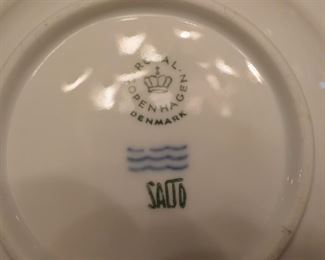 ROYAL
COPENHAGEN
DENMARK
SALTO